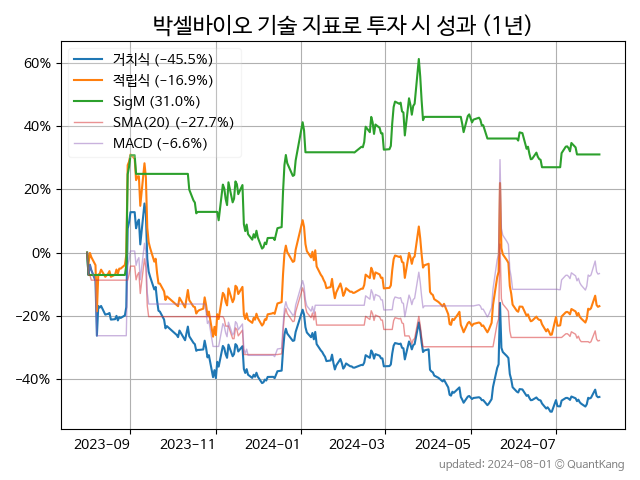 박셀바이오 기술 지표로 투자 시 성과 (1년)
60%
40%
20%
0%
−20%
−40%
거치식 (−45.5%)
적립식 (−16.9%)
SigM (31.0%)
SMA(20) (−27.7%)
MACD (−6.6%)
2023-09 2023-11 2024-01 2024-03 2024-05 2024-07
updated: 2024-08-01 © QuantKang